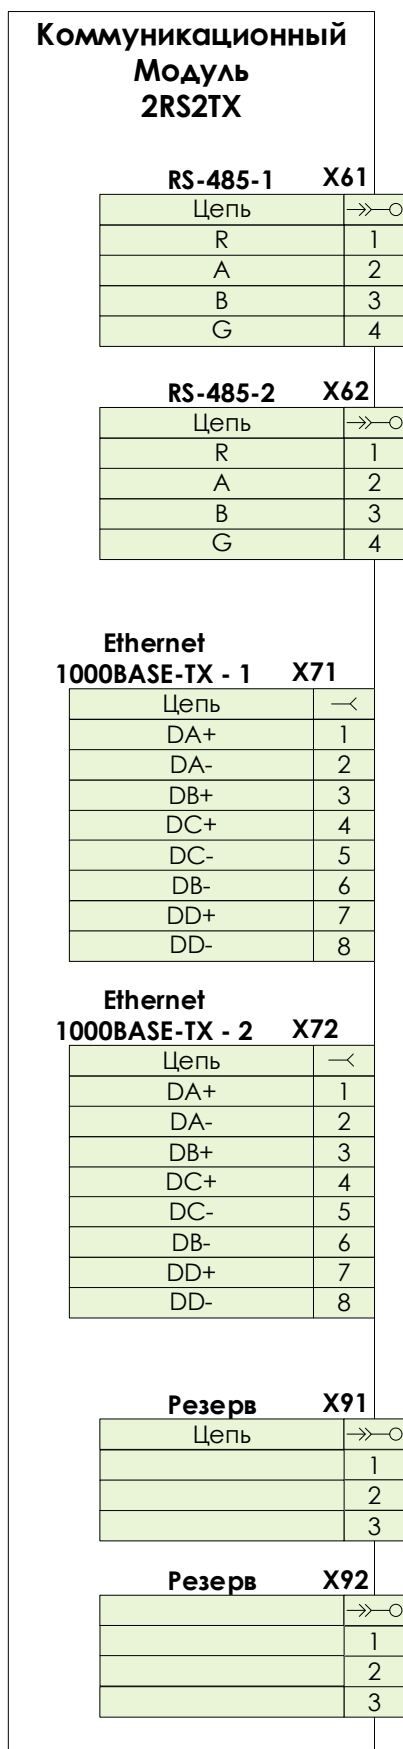 Коммуникационный
Модуль
2RS2TX
RS-485-1 X61
Цепь
R 1
A 2
B 3
G 4
RS-485-2 X62
Цепь
R 1
A 2
B 3
G 4
Ethernet
1000BASE-TX - 1 X71
Цепь
DA+ 1
DA- 2
DB+ 3
DC+ 4
DC- 5
DB- 6
DD+ 7
DD- 8
Ethernet
1000BASE-TX - 2 X72
Цепь
DA+ 1
DA- 2
DB+ 3
DC+ 4
DC- 5
DB- 6
DD+ 7
DD- 8
Резерв X91
Цепь
1
2
3
Резерв X92
1
2
3